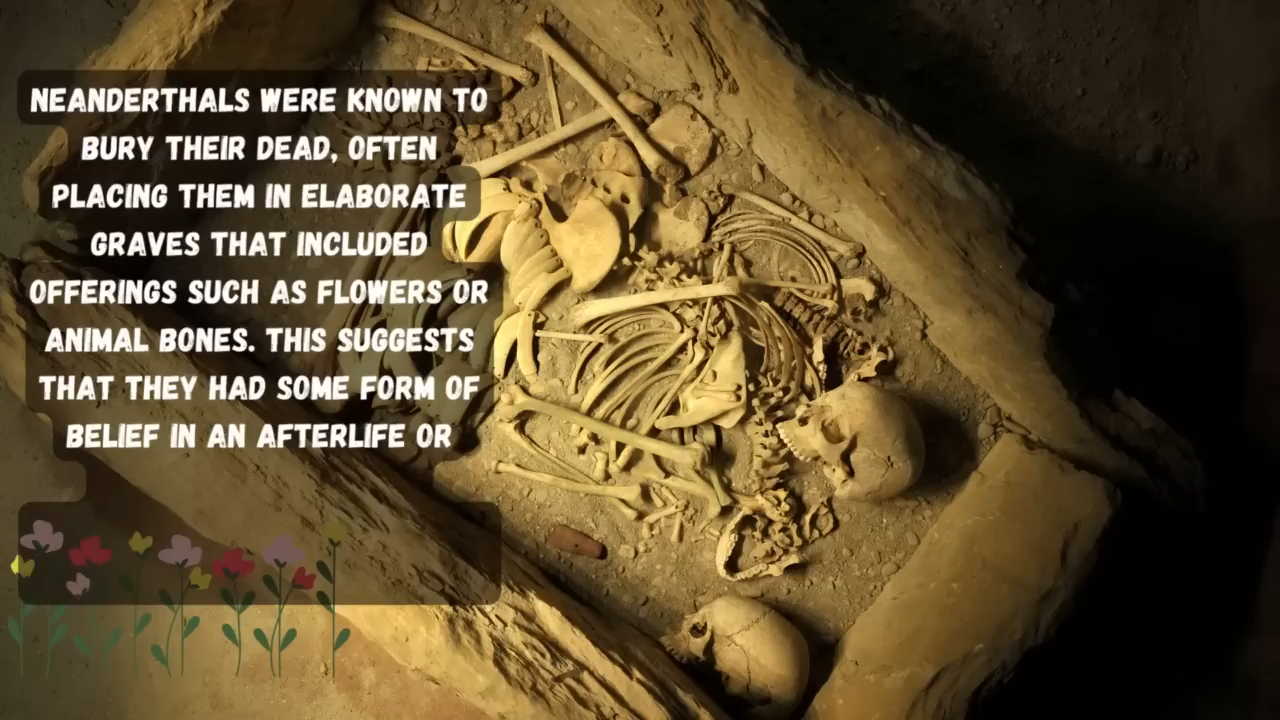 NEANDERTHALS WERE KNOWN TO
BURY THEIR DEAD, OFTEN
PLACING THEM IN ELABORATE
GRAVES THAT INCLUDED
OFFERINGS SUCH AS FLOWERS OR
ANIMAL BONES. THIS SUGGESTS
THAT THEY HAD SOME FORM OF
BELIEF IN AN AFTERLIFE OR